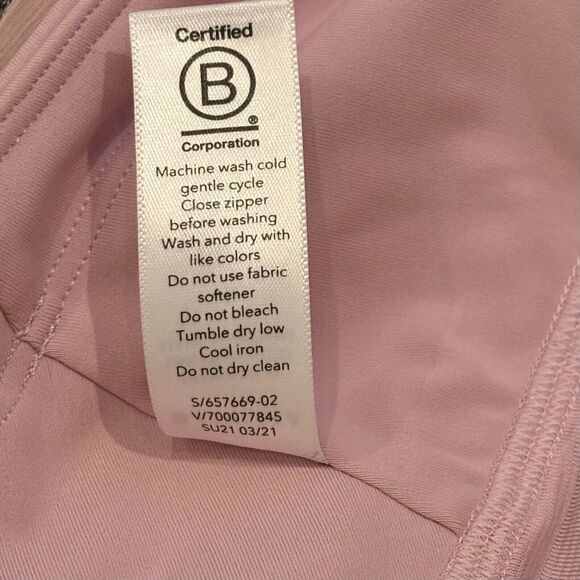 Certified
B
®
Corporation
Machine wash cold
gentle cycle
Close zipper
before washing
Wash and dry with
like colors
Do not use fabric
softener
Do not bleach
Tumble dry low
Cool iron
Do not dry clean
S/657669-02
V/700077845
SU21 03/21